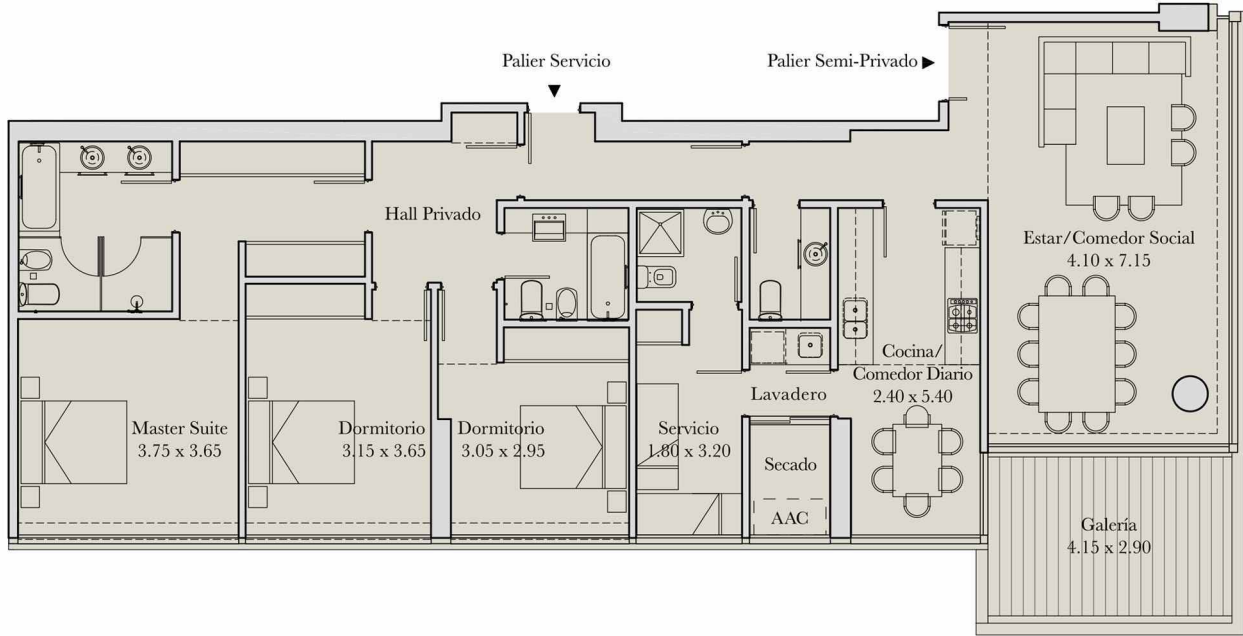 Palier Servicio
Palier Semi-Privado
Hall Privado
Estar/Comedor Social
4.10 x 7.15
Cocina/
Comedor Diario
2.40 x 5.40
Lavadero
Master Suite
3.75 x 3.65
Dormitorio
3.15 x 3.65
Dormitorio
3.05 x 2.95
Servicio
1.80 x 3.20
Secado
AAC
Galería
4.15 x 2.90